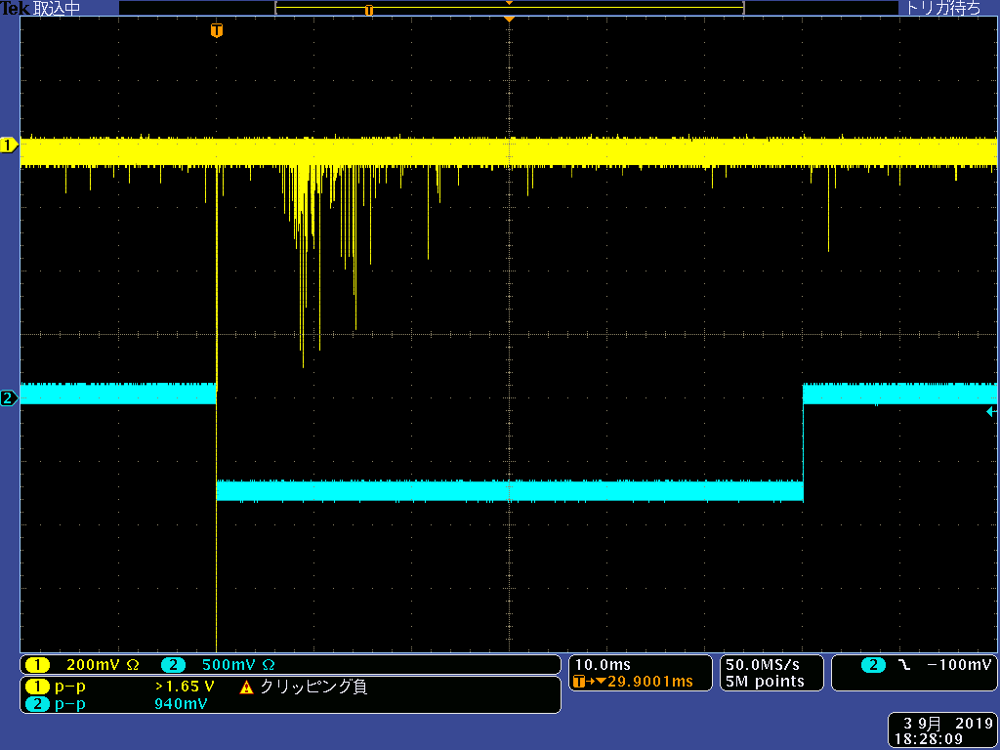 Tek 取込中 T トリガ待ち
T
1
2
1 200mV Ω 2 500mV Ω
1 p-p >1.65 V クリッピング負
2 p-p 940mV
10.0ms
T→▼29.9001ms
50.0MS/s
5M points
2 -100mV
3 9月 2019
18:28:09